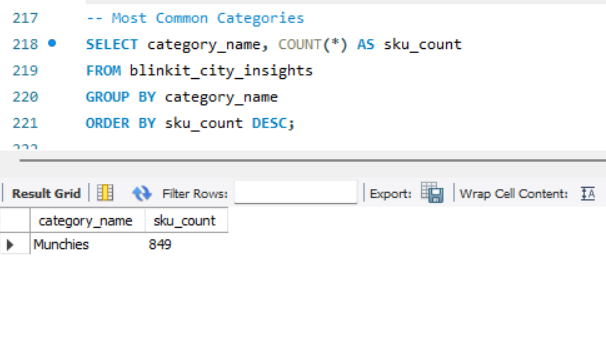 217 -- Most Common Categories
218 SELECT category_name, COUNT(*) AS sku_count
219 FROM blinkit_city_insights
220 GROUP BY category_name
221 ORDER BY sku_count DESC;
Result Grid Filter Rows: Export: Wrap Cell Content:
category_name sku_count
Munchies 849